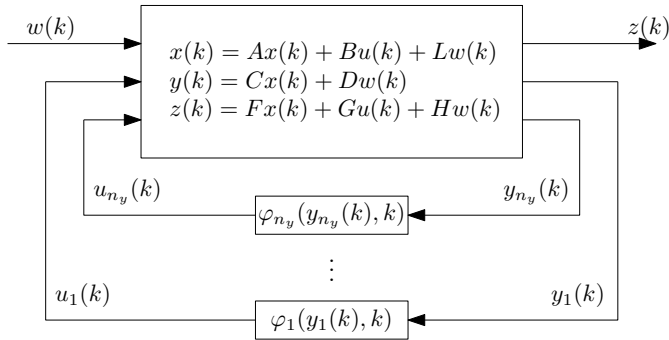 w(k)
z(k)
x(k) = Ax(k) + Bu(k) + Lw(k)
y(k) = Cx(k) + Dw(k)
z(k) = Fx(k) + Gu(k) + Hw(k)
u_{n_y}(k)
y_{n_y}(k)
φ_{n_y}(y_{n_y}(k), k)
⋮
u_1(k)
y_1(k)
φ_1(y_1(k), k)